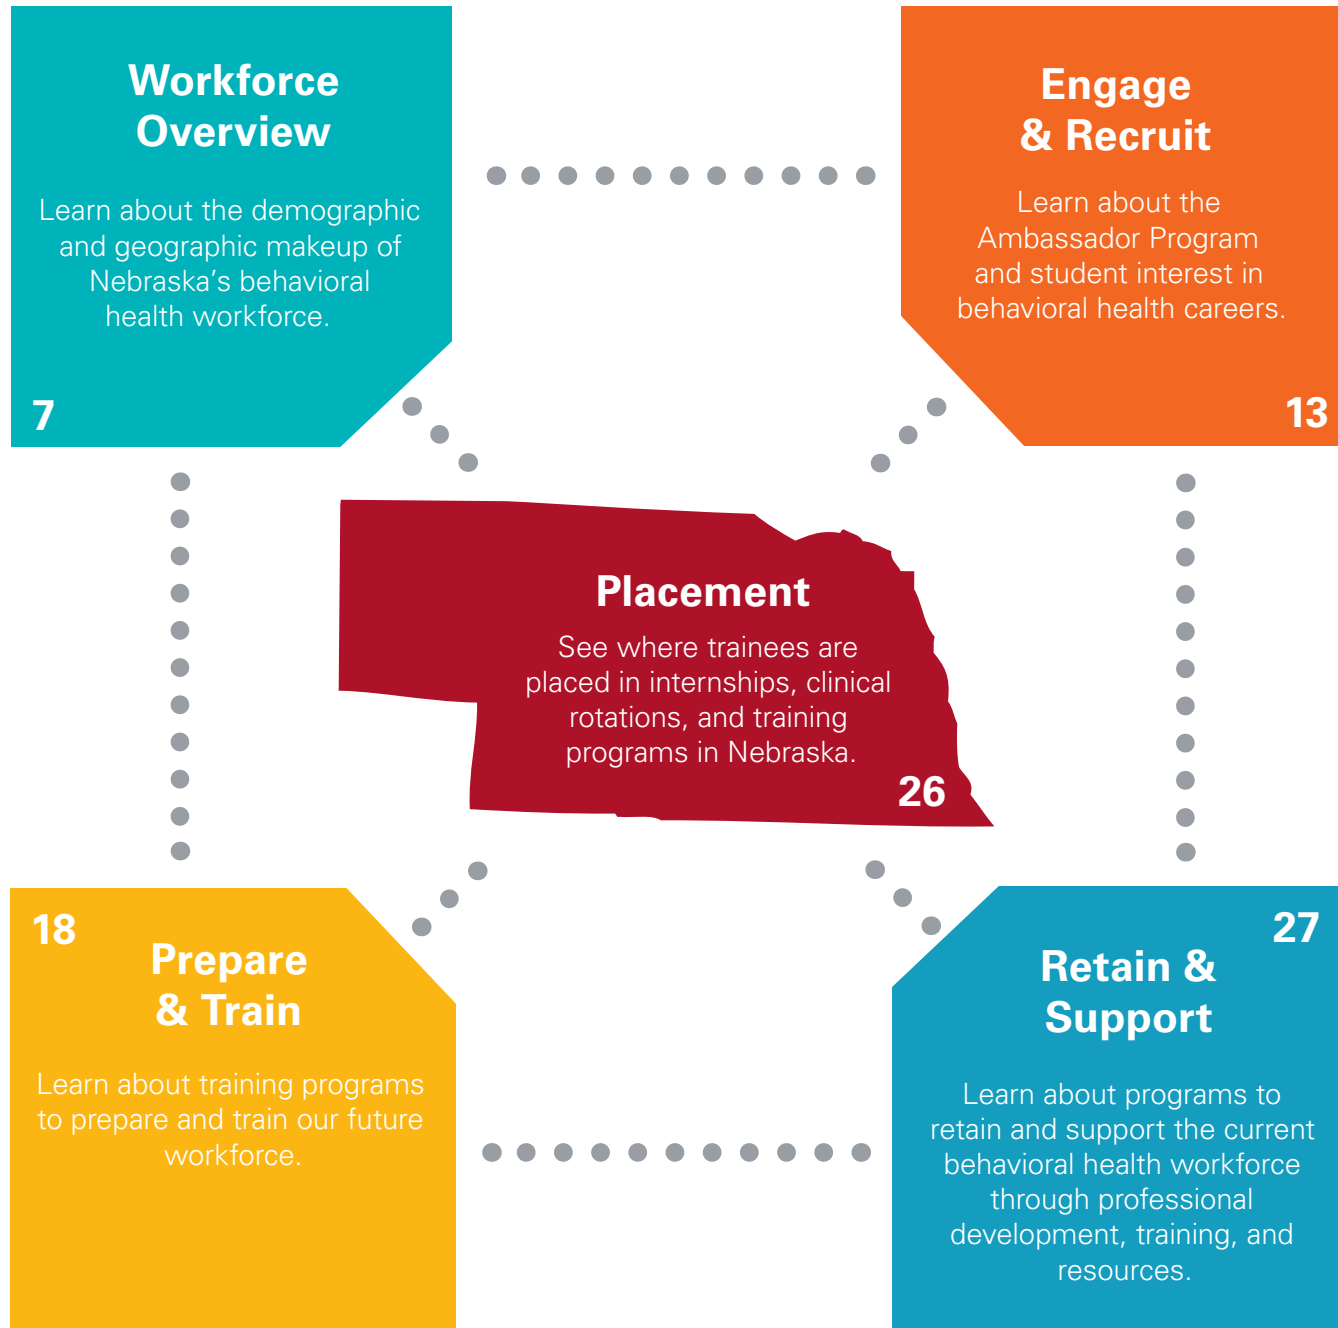 Workforce
Overview
Learn about the demographic
and geographic makeup of
Nebraska’s behavioral
health workforce.
7
Engage
& Recruit
Learn about the
Ambassador Program
and student interest in
behavioral health careers.
13
Placement
See where trainees are
placed in internships, clinical
rotations, and training
programs in Nebraska.
26
18
Prepare
& Train
Learn about training programs
to prepare and train our future
workforce.
27
Retain &
Support
Learn about programs to
retain and support the current
behavioral health workforce
through professional
development, training, and
resources.